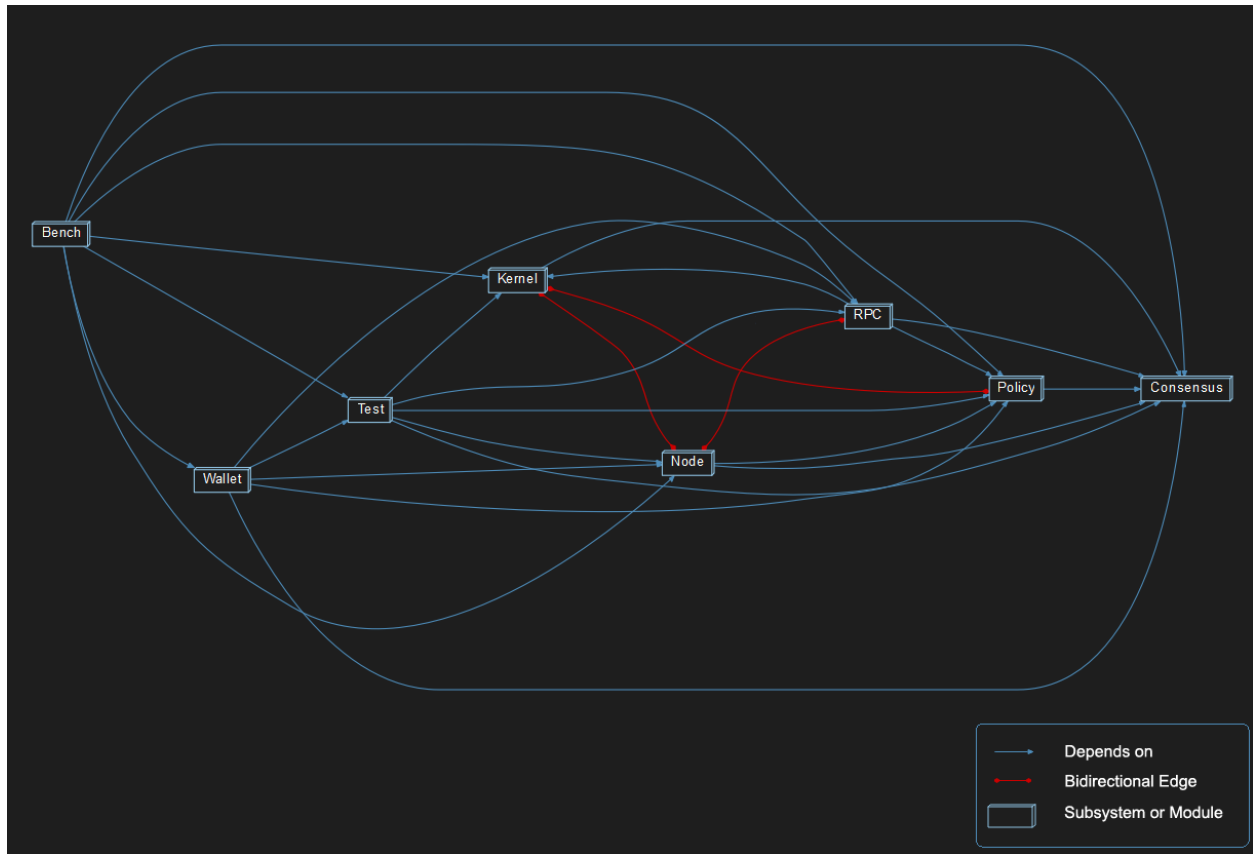 Bench
Kernel
RPC
Policy
Consensus
Test
Node
Wallet
Depends on
Bidirectional Edge
Subsystem or Module